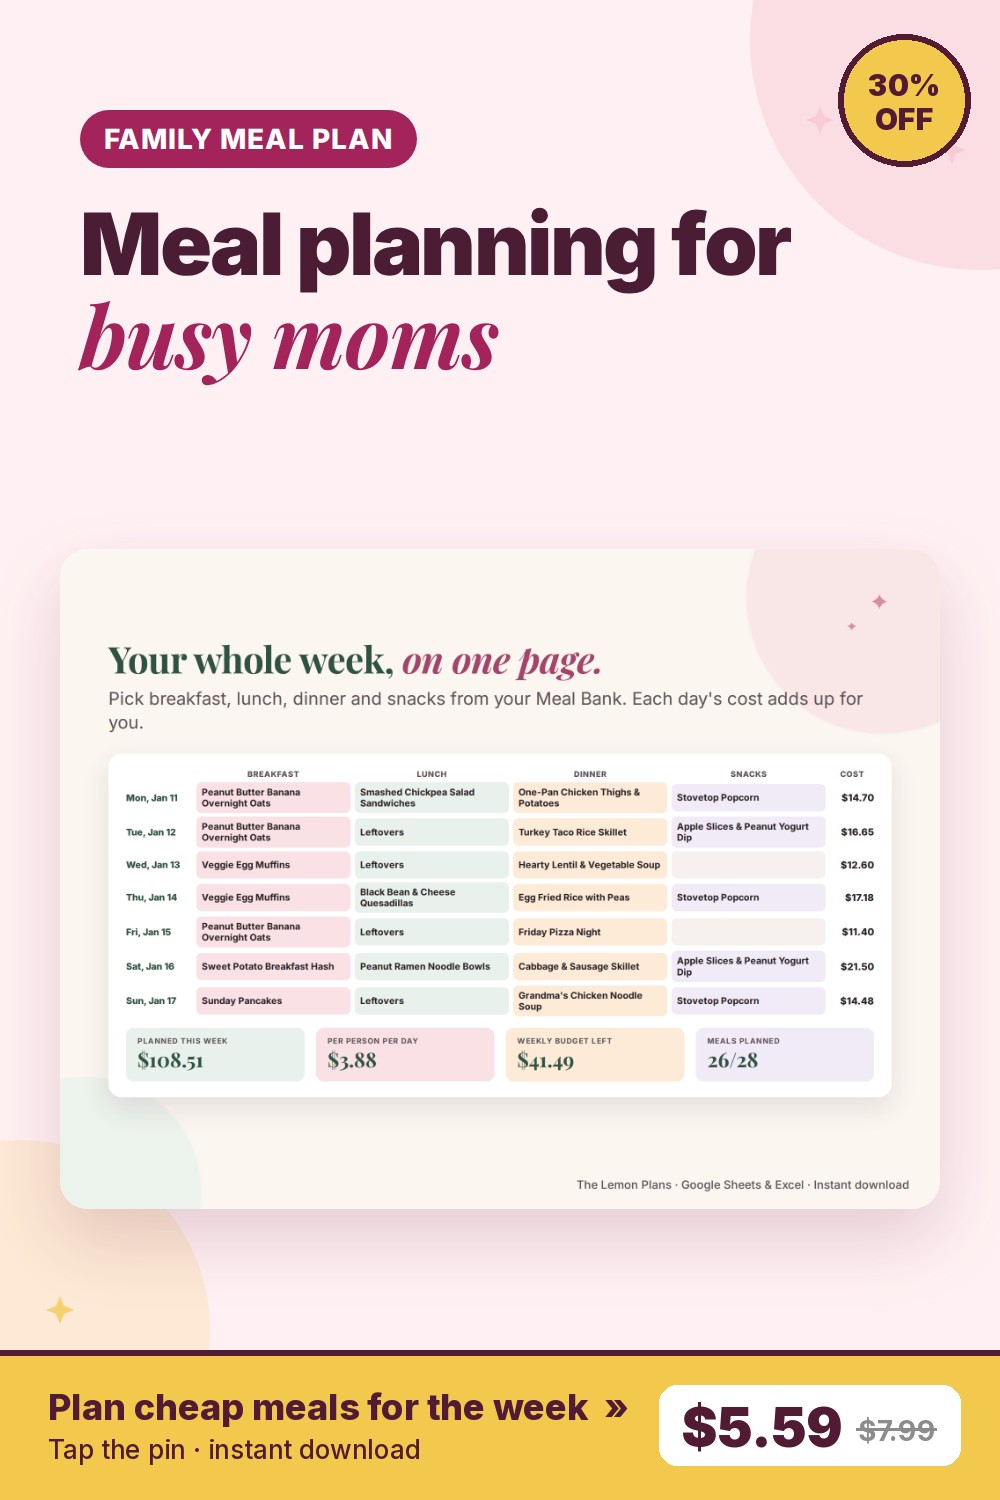 30%
OFF
FAMILY MEAL PLAN
Meal planning for
busy moms
Your whole week, on one page.
Pick breakfast, lunch, dinner and snacks from your Meal Bank. Each day's cost adds up for
you.
BREAKFAST LUNCH DINNER SNACKS COST
Mon, Jan 11 Peanut Butter Banana Overnight Oats Smashed Chickpea Salad Sandwiches One-Pan Chicken Thighs & Potatoes Stovetop Popcorn $14.70
Tue, Jan 12 Peanut Butter Banana Overnight Oats Leftovers Turkey Taco Rice Skillet Apple Slices & Peanut Yogurt Dip $16.65
Wed, Jan 13 Veggie Egg Muffins Leftovers Hearty Lentil & Vegetable Soup $12.60
Thu, Jan 14 Veggie Egg Muffins Black Bean & Cheese Quesadillas Egg Fried Rice with Peas Stovetop Popcorn $17.18
Fri, Jan 15 Peanut Butter Banana Overnight Oats Leftovers Friday Pizza Night $11.40
Sat, Jan 16 Sweet Potato Breakfast Hash Peanut Ramen Noodle Bowls Cabbage & Sausage Skillet Apple Slices & Peanut Yogurt Dip $21.50
Sun, Jan 17 Sunday Pancakes Leftovers Grandma's Chicken Noodle Soup Stovetop Popcorn $14.48
PLANNED THIS WEEK PER PERSON PER DAY WEEKLY BUDGET LEFT MEALS PLANNED
$108.51 $3.88 $41.49 26/28
The Lemon Plans · Google Sheets & Excel · Instant download
Plan cheap meals for the week »
Tap the pin · instant download
$5.59 $7.99